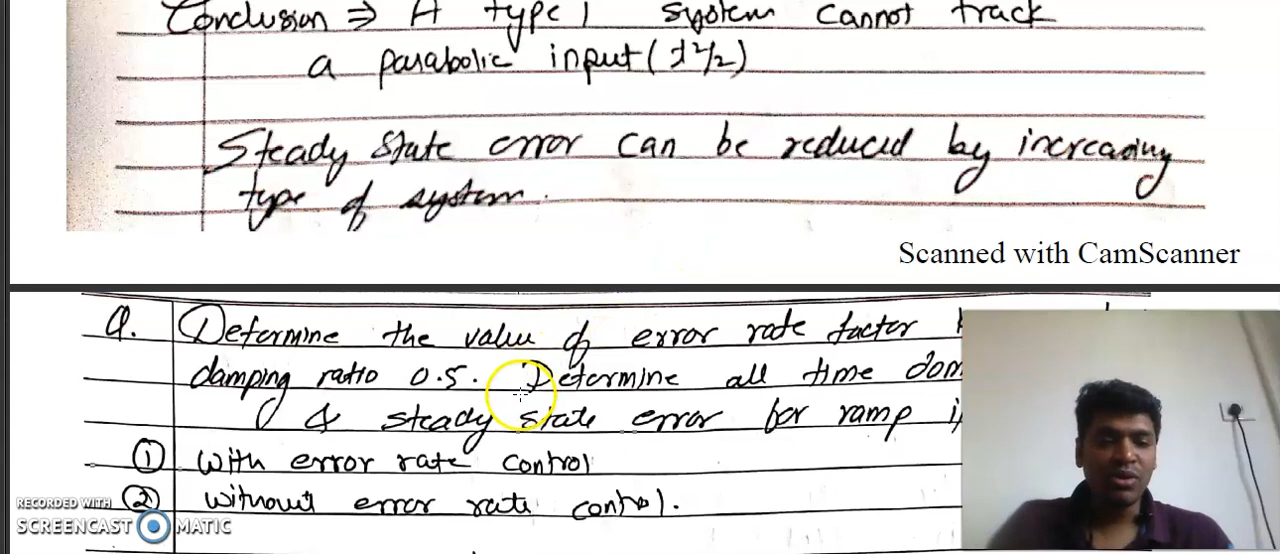 Conclusion ⇒ A type 1 system cannot track
a parabolic input (t²/2)
Steady state error can be reduced by increasing
type of system.
Scanned with CamScanner
Q. Determine the value of error rate factor
damping ratio 0.5. Determine all time
& steady state error for ramp
① With error rate control
② without error rate control.
RECORDED WITH
SCREENCAST MATIC